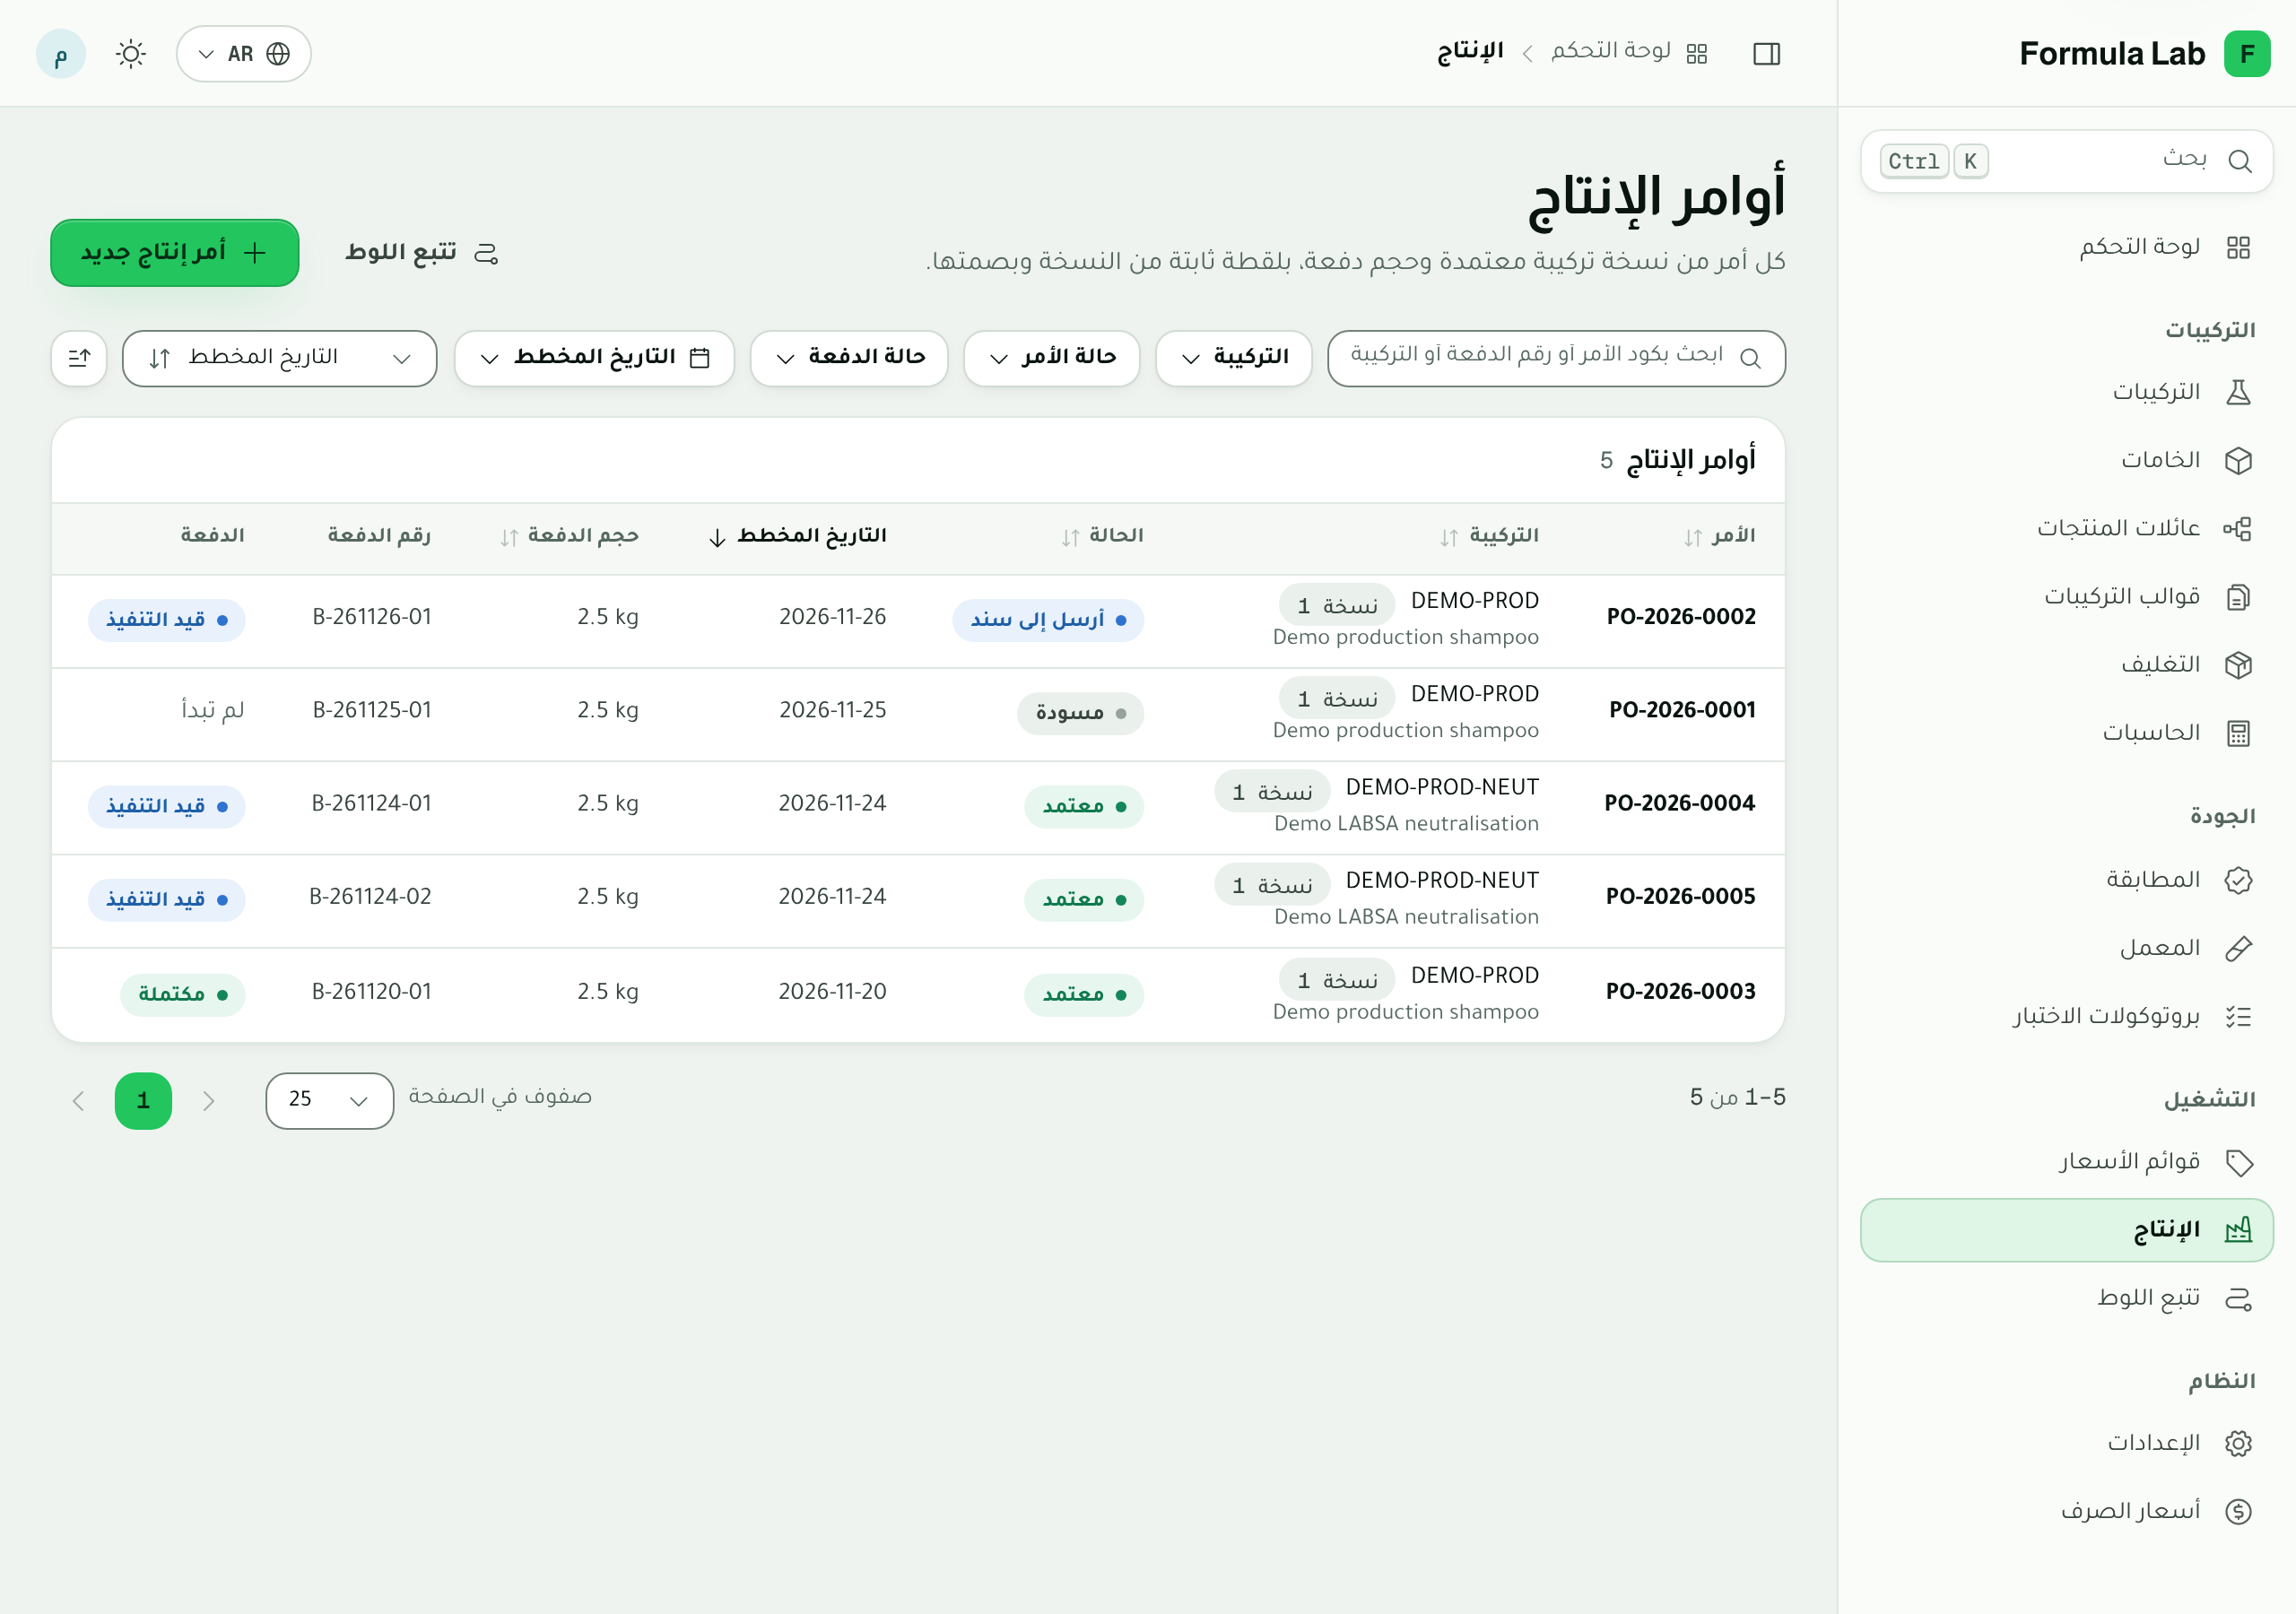 F Formula Lab
بحث
Ctrl K
لوحة التحكم
التركيبات
التركيبات
الخامات
عائلات المنتجات
قوالب التركيبات
التغليف
الحاسبات
الجودة
المطابقة
المعمل
بروتوكولات الاختبار
التشغيل
قوائم الأسعار
الإنتاج
تتبع اللوط
النظام
الإعدادات
أسعار الصرف
لوحة التحكم الإنتاج
AR
م
أوامر الإنتاج
كل أمر من نسخة تركيبة معتمدة وحجم دفعة، بلقطة ثابتة من النسخة وبصمتها.
تتبع اللوط
أمر إنتاج جديد
ابحث بكود الأمر أو رقم الدفعة أو التركيبة
التركيبة
حالة الأمر
حالة الدفعة
التاريخ المخطط
التاريخ المخطط
أوامر الإنتاج 5
الأمر التركيبة الحالة التاريخ المخطط حجم الدفعة رقم الدفعة الدفعة
PO-2026-0002 DEMO-PROD نسخة 1 أرسل إلى سند 2026-11-26 2.5 kg B-261126-01 قيد التنفيذ
Demo production shampoo
PO-2026-0001 DEMO-PROD نسخة 1 مسودة 2026-11-25 2.5 kg B-261125-01 لم تبدأ
Demo production shampoo
PO-2026-0004 DEMO-PROD-NEUT نسخة 1 معتمد 2026-11-24 2.5 kg B-261124-01 قيد التنفيذ
Demo LABSA neutralisation
PO-2026-0005 DEMO-PROD-NEUT نسخة 1 معتمد 2026-11-24 2.5 kg B-261124-02 قيد التنفيذ
Demo LABSA neutralisation
PO-2026-0003 DEMO-PROD نسخة 1 معتمد 2026-11-20 2.5 kg B-261120-01 مكتملة
Demo production shampoo
1–5 من 5
صفوف في الصفحة 25
1